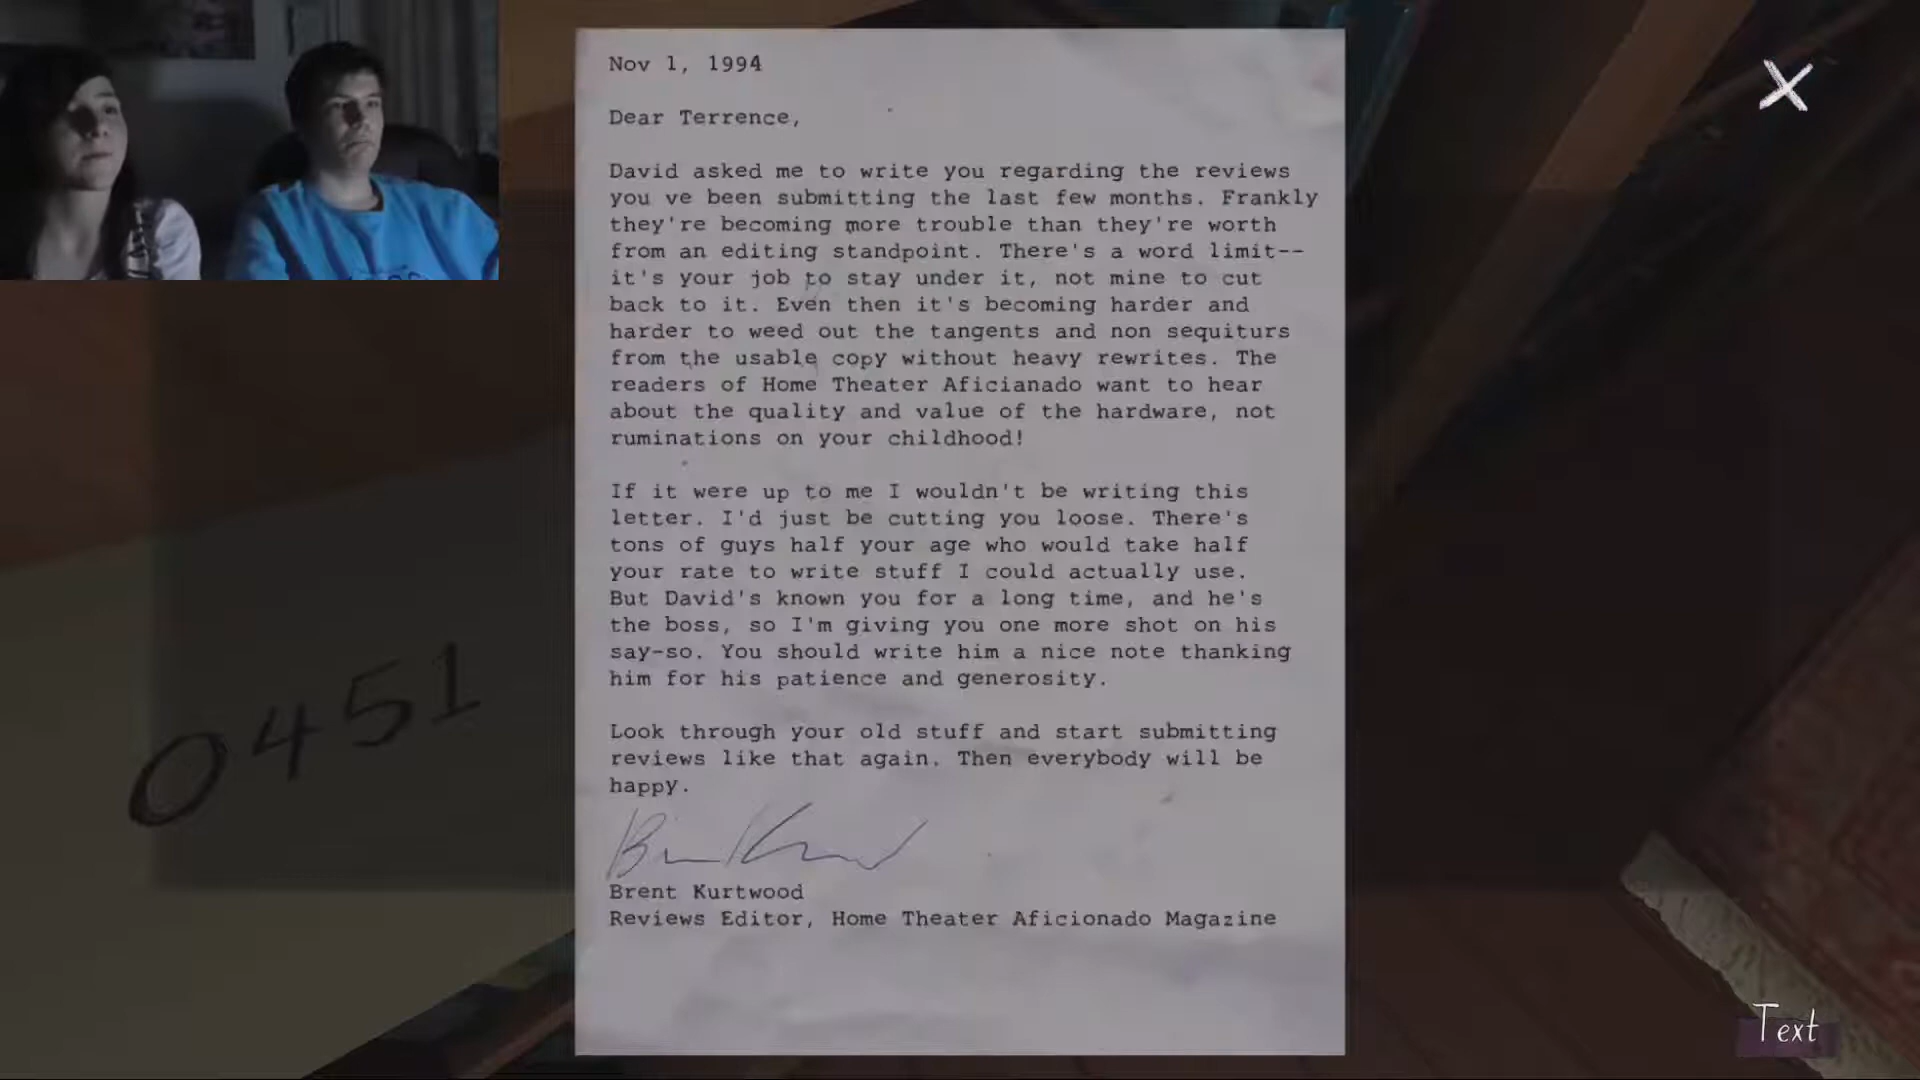 Nov 1, 1994
Dear Terrence,
David asked me to write you regarding the reviews
you ve been submitting the last few months. Frankly
they're becoming more trouble than they're worth
from an editing standpoint. There's a word limit--
it's your job to stay under it, not mine to cut
back to it. Even then it's becoming harder and
harder to weed out the tangents and non sequiturs
from the usable copy without heavy rewrites. The
readers of Home Theater Aficianado want to hear
about the quality and value of the hardware, not
ruminations on your childhood!
If it were up to me I wouldn't be writing this
letter. I'd just be cutting you loose. There's
tons of guys half your age who would take half
your rate to write stuff I could actually use.
But David's known you for a long time, and he's
the boss, so I'm giving you one more shot on his
say-so. You should write him a nice note thanking
him for his patience and generosity.
Look through your old stuff and start submitting
reviews like that again. Then everybody will be
happy.
Brent Kurtwood
Reviews Editor, Home Theater Aficionado Magazine
0451
Text